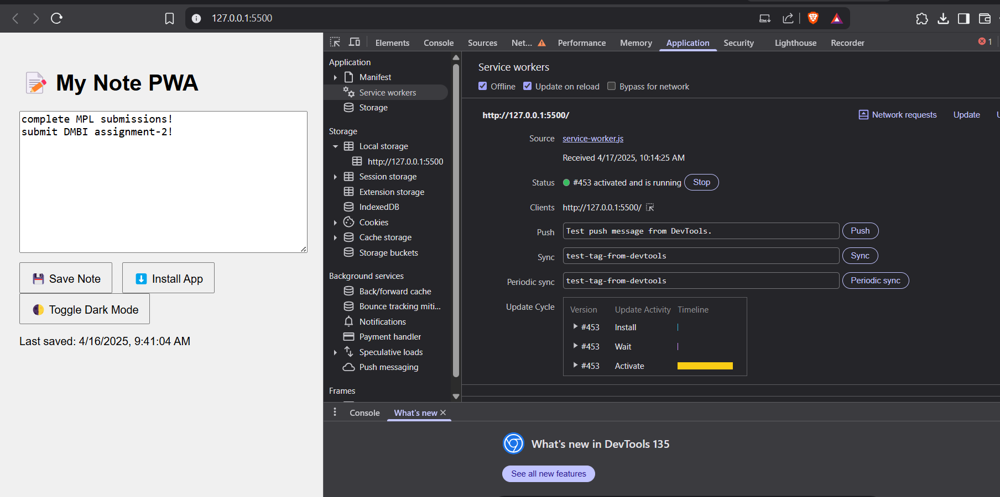 127.0.0.1:5500
My Note PWA
complete MPL submissions!
submit DMBI assignment-2!
Save Note
Install App
Toggle Dark Mode
Last saved: 4/16/2025, 9:41:04 AM
Elements Console Sources Net... Performance Memory Application Security Lighthouse Recorder 1
Application
Manifest
Service workers
Storage
Storage
Local storage
http://127.0.0.1:5500
Session storage
Extension storage
IndexedDB
Cookies
Cache storage
Storage buckets
Background services
Back/forward cache
Bounce tracking miti...
Notifications
Payment handler
Speculative loads
Push messaging
Frames
Service workers
Offline Update on reload Bypass for network
http://127.0.0.1:5500/ Network requests Update
Source service-worker.js
Received 4/17/2025, 10:14:25 AM
Status #453 activated and is running Stop
Clients http://127.0.0.1:5500/
Push Test push message from DevTools. Push
Sync test-tag-from-devtools Sync
Periodic sync test-tag-from-devtools Periodic sync
Update Cycle Version Update Activity Timeline
#453 Install
#453 Wait
#453 Activate
Console What's new
What's new in DevTools 135
See all new features